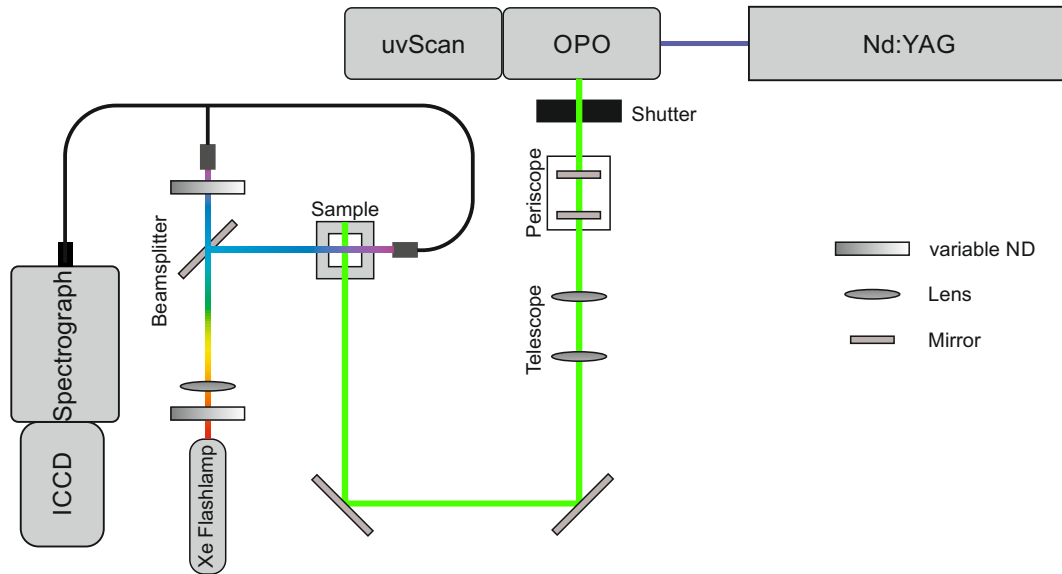 uvScan
OPO
Nd:YAG
Shutter
Periscope
Sample
Beamsplitter
variable ND
Lens
Mirror
Telescope
Spectrograph
ICCD
Xe Flashlamp